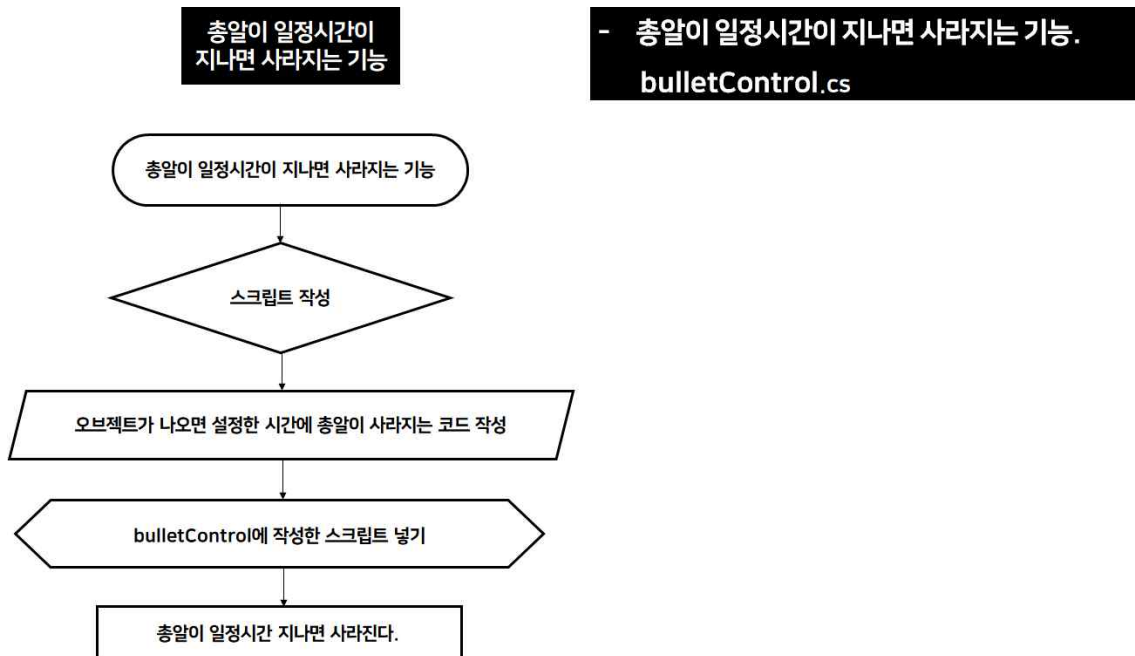 총알이 일정시간이
지나면 사라지는 기능
- 총알이 일정시간이 지나면 사라지는 기능.
bulletControl.cs
총알이 일정시간이 지나면 사라지는 기능
스크립트 작성
오브젝트가 나오면 설정한 시간에 총알이 사라지는 코드 작성
bulletControl에 작성한 스크립트 넣기
총알이 일정시간 지나면 사라진다.